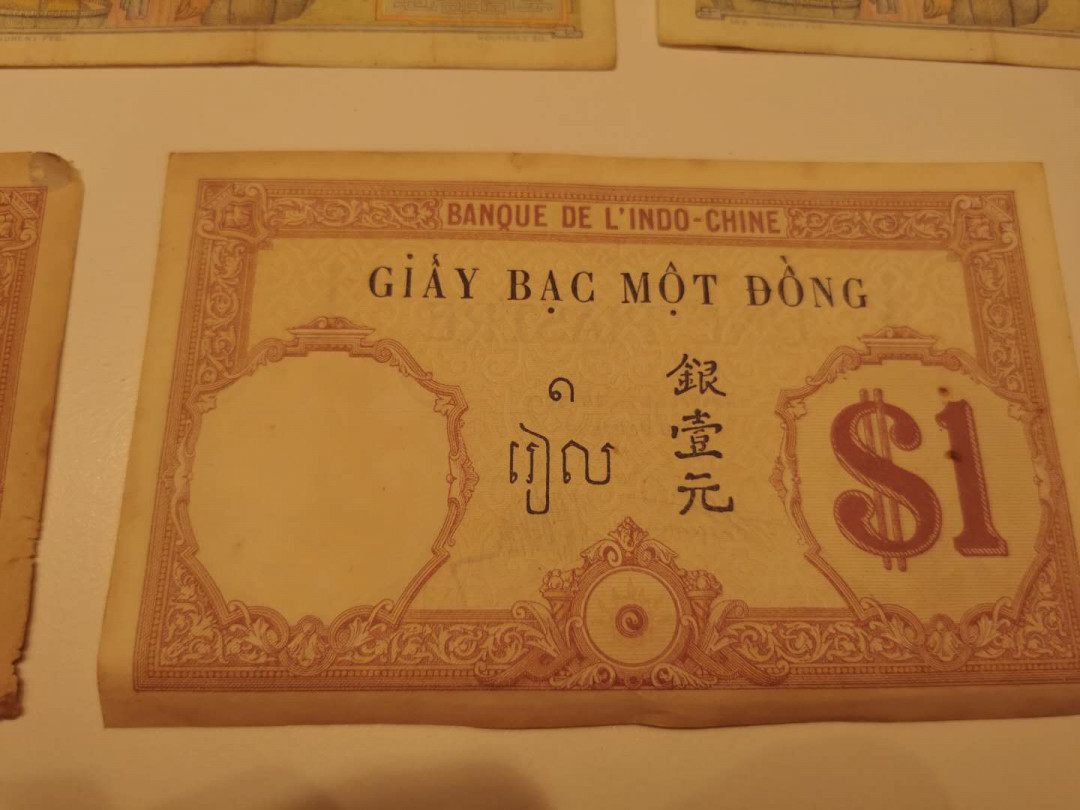 BANQUE DE L'INDO-CHINE
GIẤY BẠC MỘT ĐỒNG
១
រៀល
銀壹元
$1